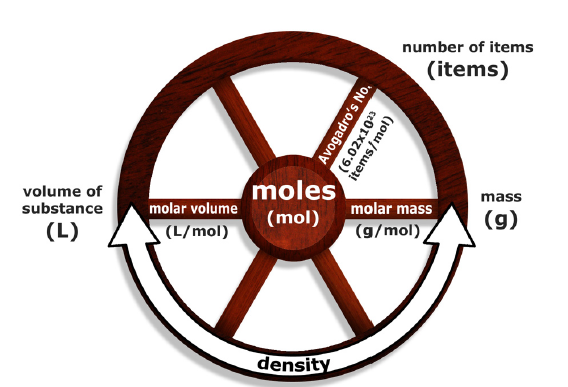 number of items
(items)
Avogadro's No.
(6.02x10²³
items/mol)
volume of
substance
(L)
molar volume
(L/mol)
moles
(mol)
molar mass
(g/mol)
mass
(g)
density